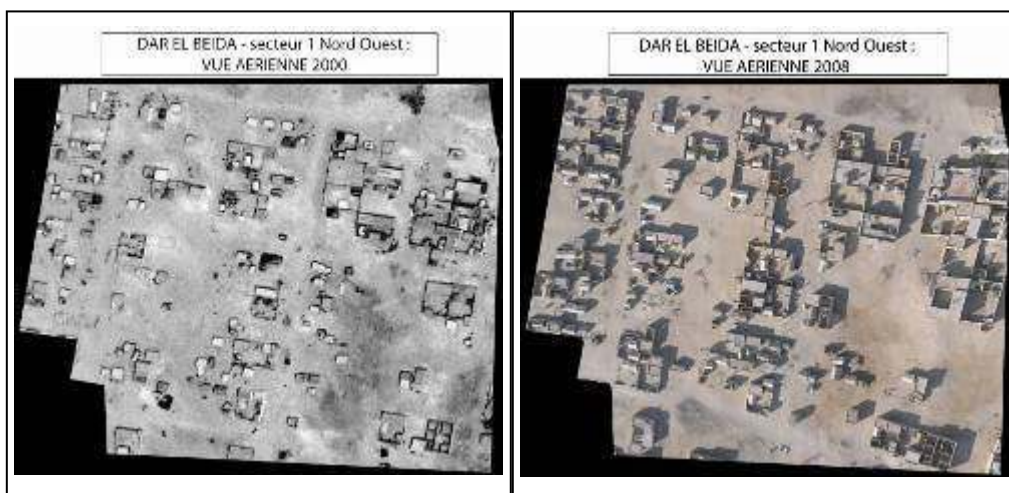 DAR EL BEIDA - secteur 1 Nord Ouest :
VUE AERIENNE 2000
DAR EL BEIDA - secteur 1 Nord Ouest :
VUE AERIENNE 2008